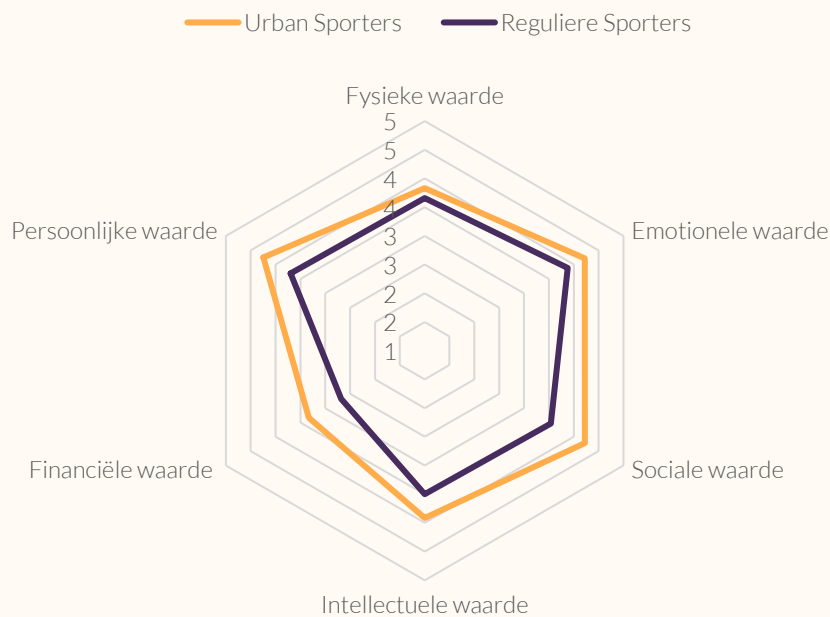 Urban Sporters Reguliere Sporters
Fysieke waarde
5
5
4
4
3
3
2
2
1
Persoonlijke waarde
Emotionele waarde
Financiële waarde
Sociale waarde
Intellectuele waarde